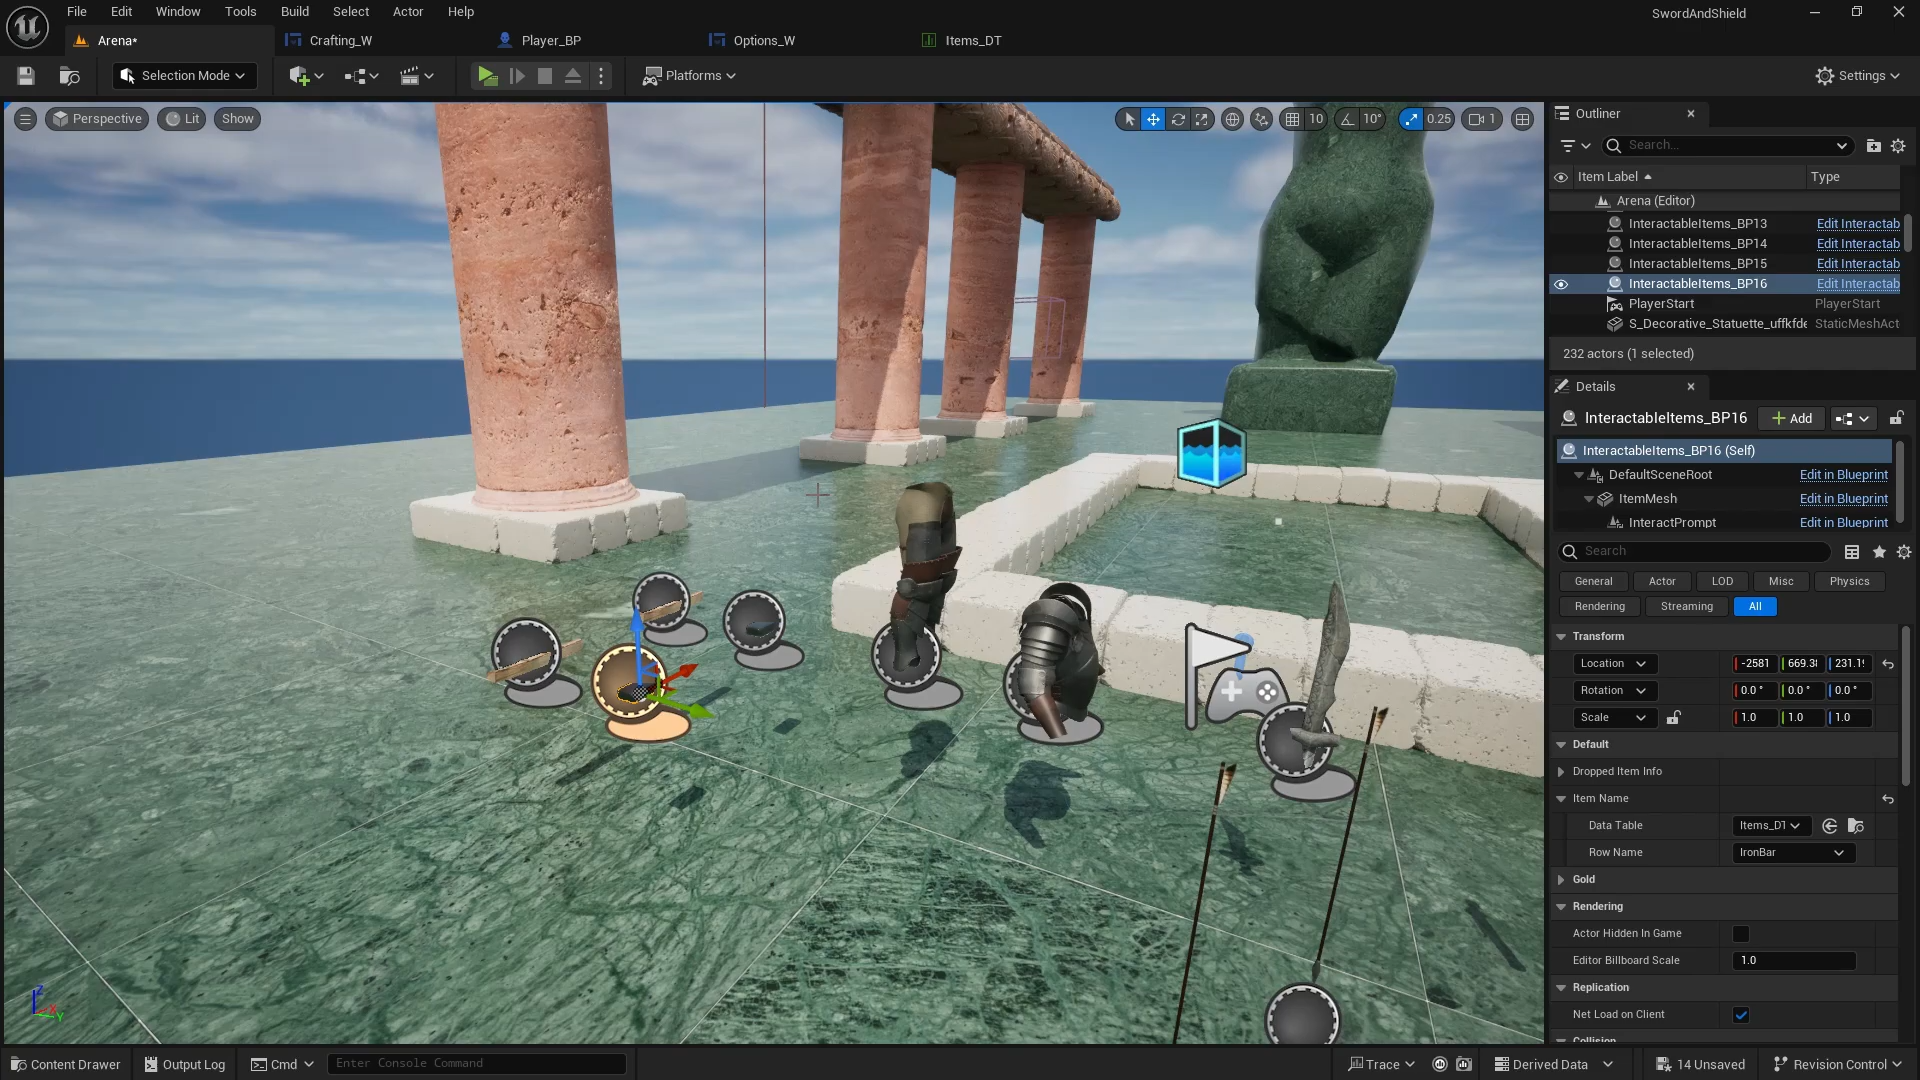 File Edit Window Tools Build Select Actor Help
SwordAndShield
Arena* Crafting_W Player_BP Options_W Items_DT
Selection Mode Platforms Settings
Perspective Lit Show 10 10° 0.25 1
Outliner
Search...
Item Label Type
Arena (Editor)
InteractableItems_BP13 Edit Interactab
InteractableItems_BP14 Edit Interactab
InteractableItems_BP15 Edit Interactab
InteractableItems_BP16 Edit Interactab
PlayerStart PlayerStart
S_Decorative_Statuette_uffkfde StaticMeshAct
232 actors (1 selected)
Details
InteractableItems_BP16 Add
InteractableItems_BP16 (Self)
DefaultSceneRoot Edit in Blueprint
ItemMesh Edit in Blueprint
InteractPrompt Edit in Blueprint
Search
General Actor LOD Misc Physics
Rendering Streaming All
Transform
Location -2581 669.3 231.1
Rotation 0.0° 0.0° 0.0°
Scale 1.0 1.0 1.0
Default
Dropped Item Info
Item Name
Data Table Items_DT
Row Name IronBar
Gold
Rendering
Actor Hidden In Game
Editor Billboard Scale 1.0
Replication
Net Load on Client
Collision
Z X Y
Content Drawer Output Log Cmd Enter Console Command Trace Derived Data 14 Unsaved Revision Control